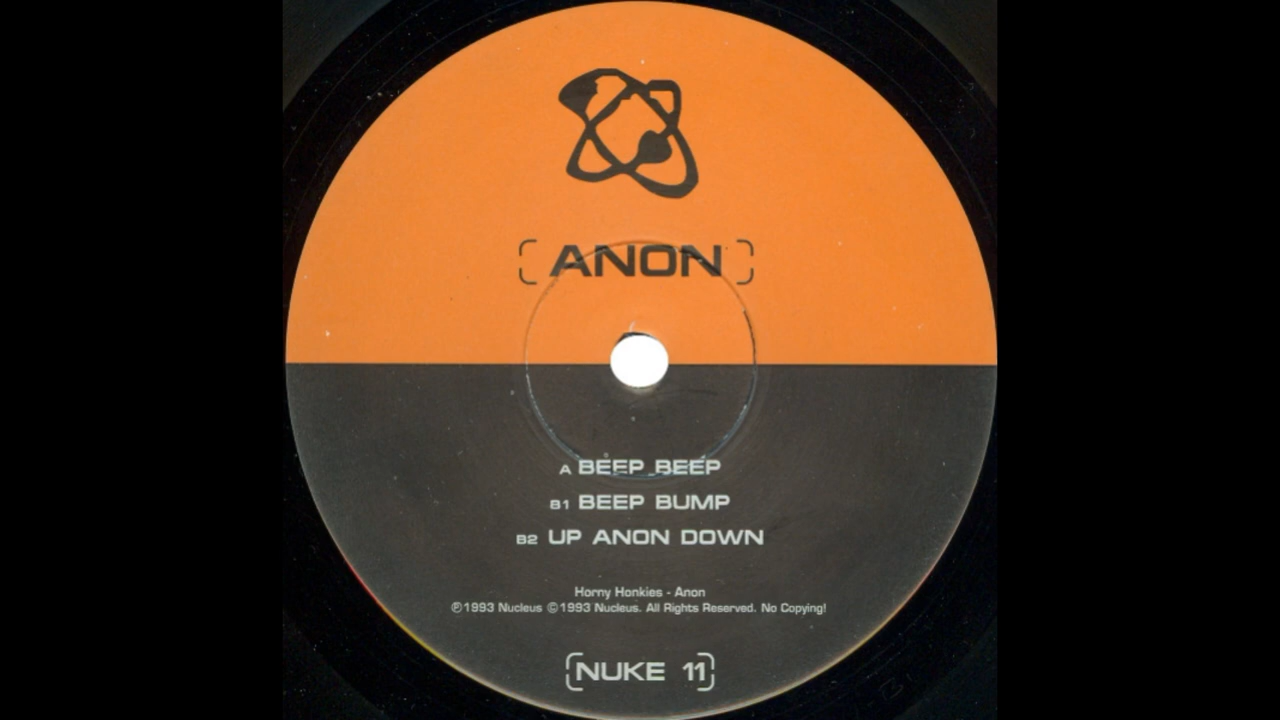 [ANON]
A BEEP BEEP
B1 BEEP BUMP
B2 UP ANON DOWN
Horny Honkies - Anon
℗1993 Nucleus ©1993 Nucleus. All Rights Reserved. No Copying!
[NUKE 11]